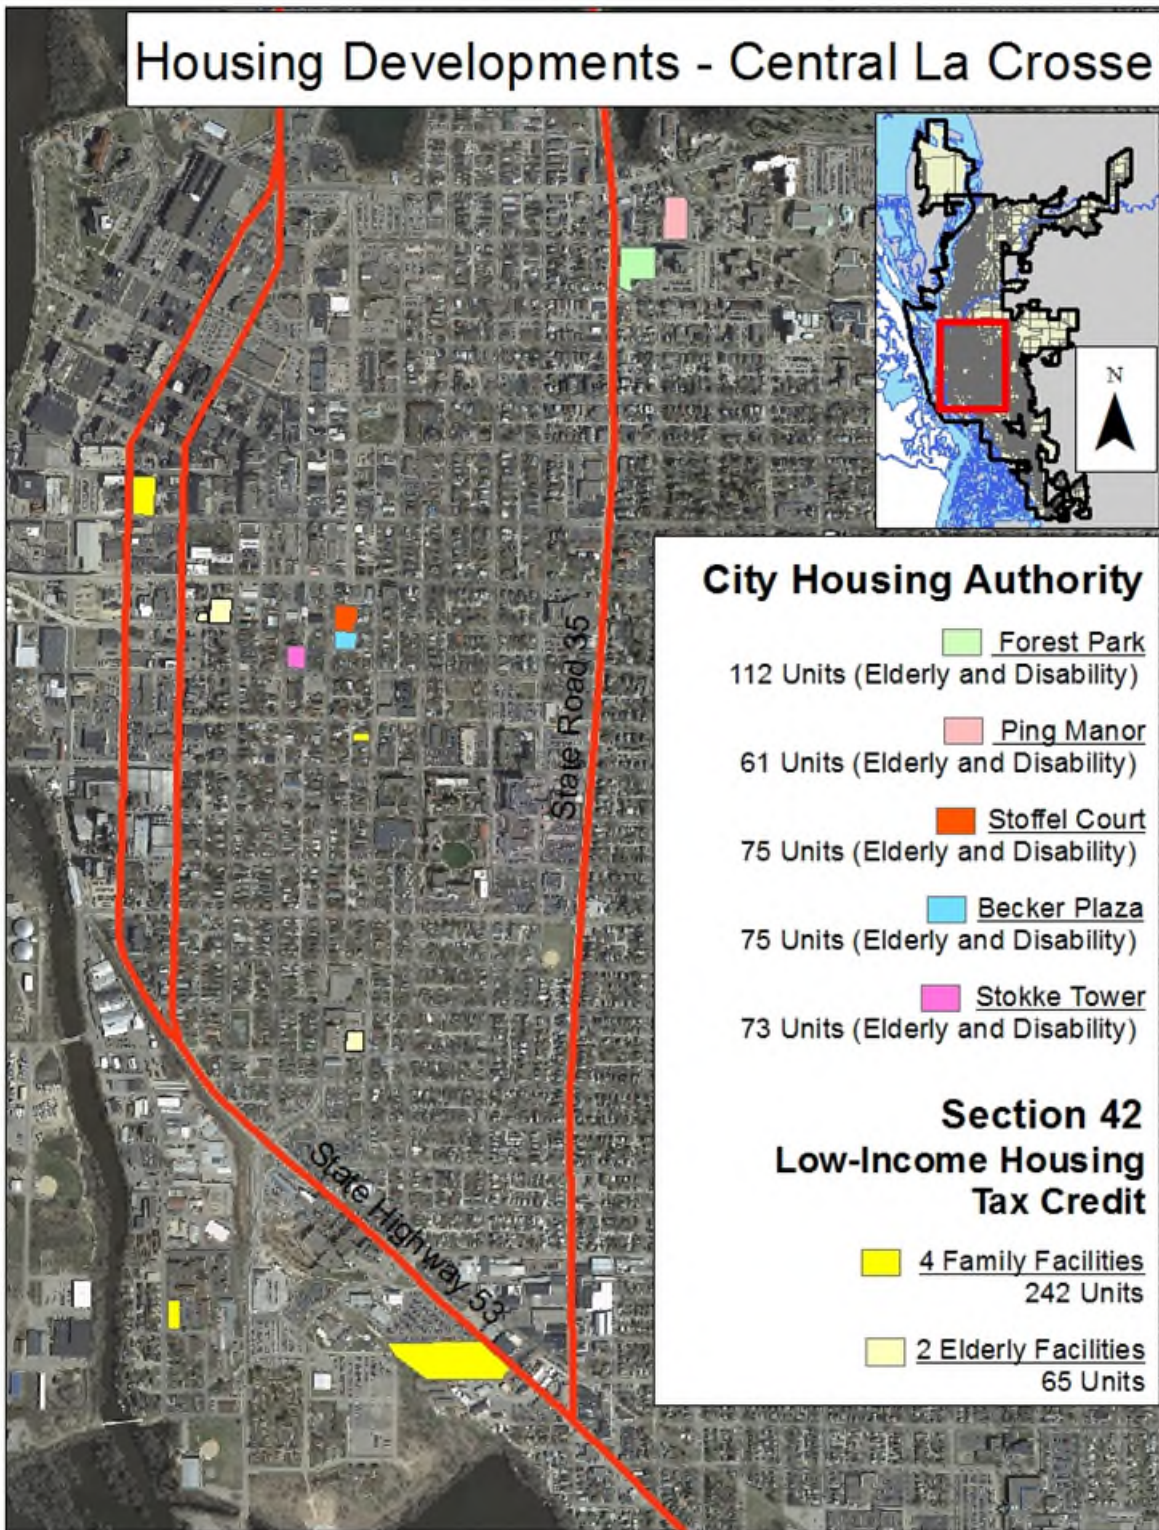 Housing Developments - Central La Crosse
N
City Housing Authority
Forest Park
112 Units (Elderly and Disability)
Ping Manor
61 Units (Elderly and Disability)
Stoffel Court
75 Units (Elderly and Disability)
Becker Plaza
75 Units (Elderly and Disability)
Stokke Tower
73 Units (Elderly and Disability)
Section 42
Low-Income Housing
Tax Credit
4 Family Facilities
242 Units
2 Elderly Facilities
65 Units
State Road 35
State Highway 53